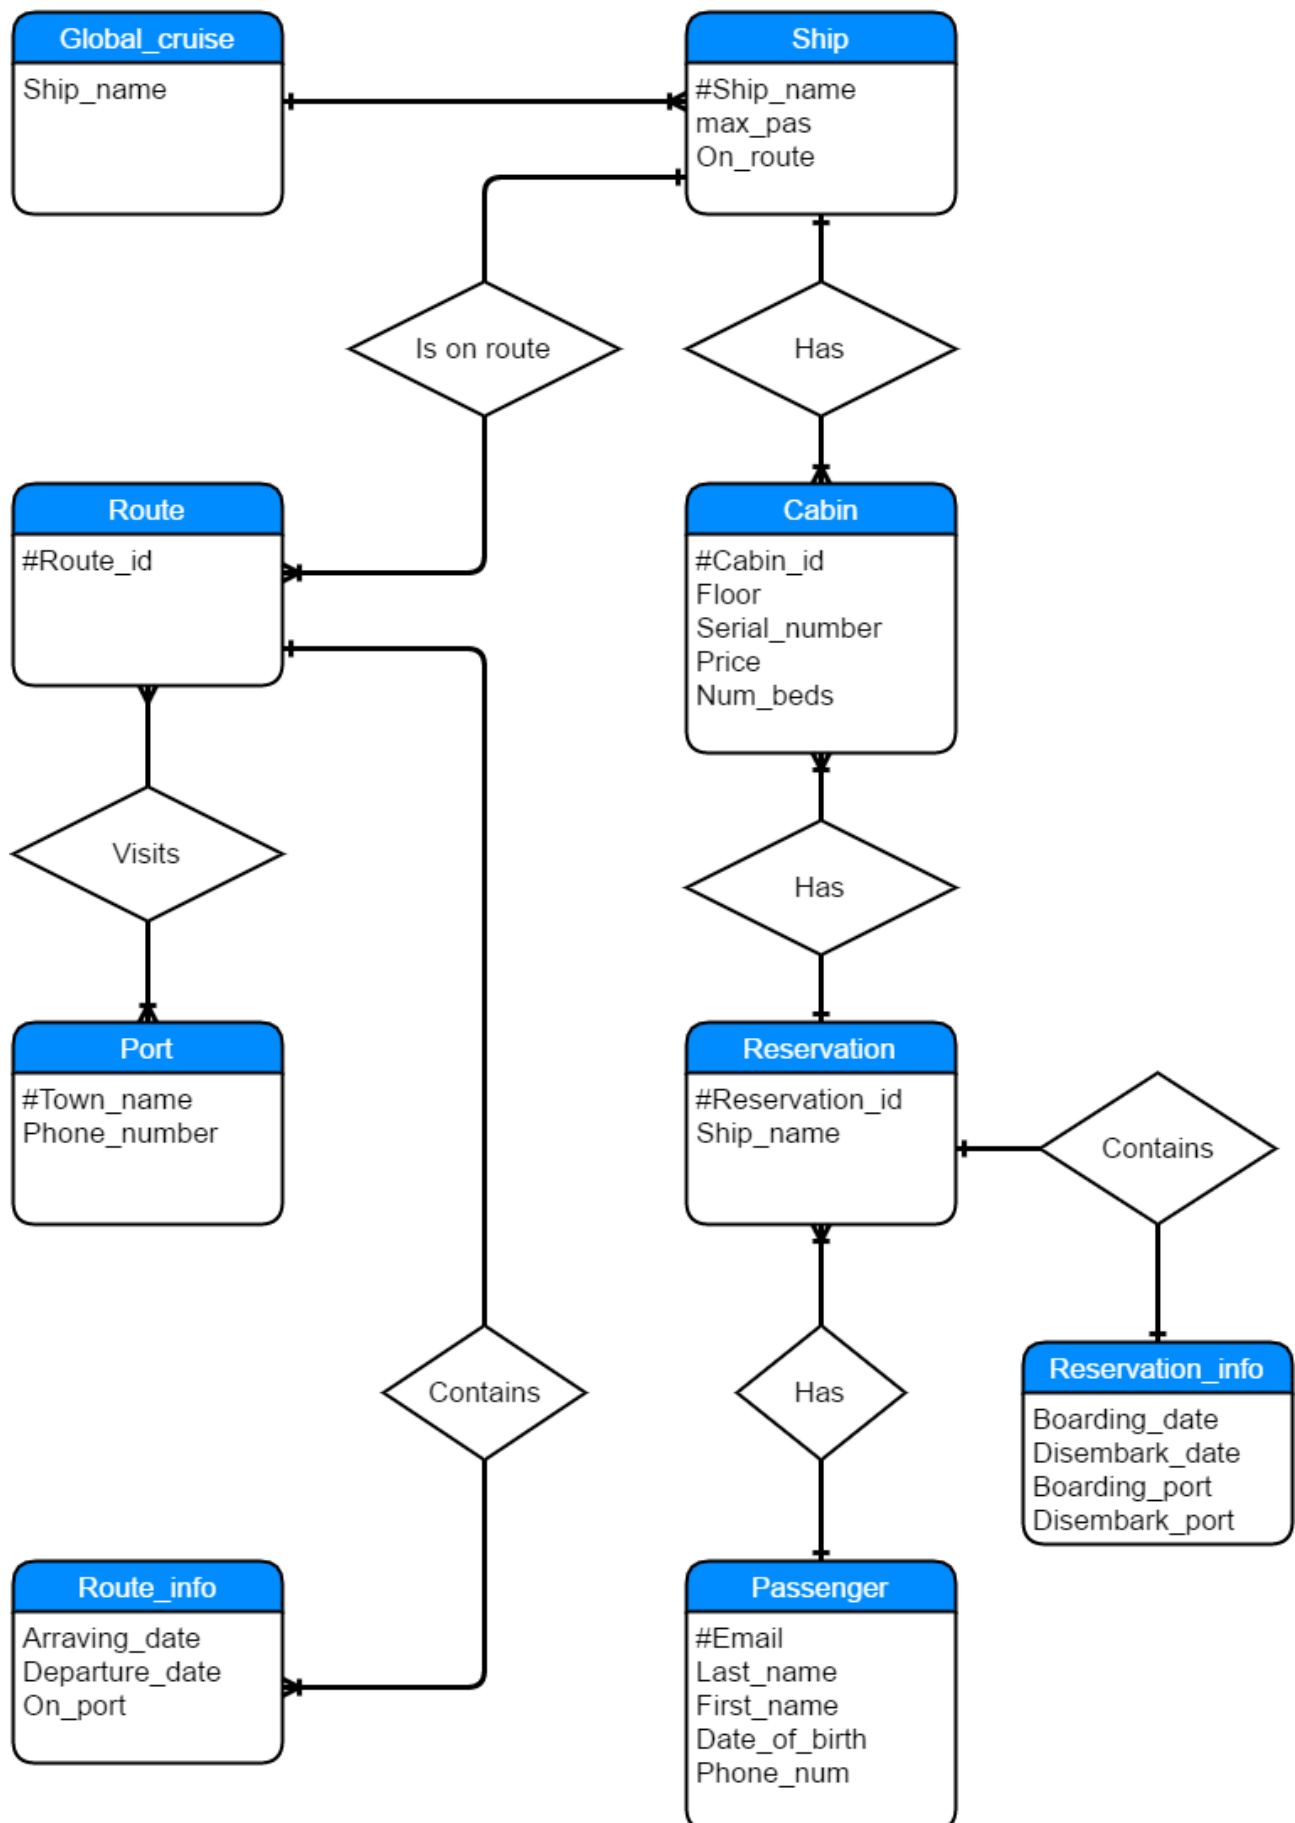 Global_cruise
Ship_name
Ship
#Ship_name
max_pas
On_route
Is on route
Has
Route
#Route_id
Cabin
#Cabin_id
Floor
Serial_number
Price
Num_beds
Visits
Has
Port
#Town_name
Phone_number
Reservation
#Reservation_id
Ship_name
Contains
Contains
Has
Reservation_info
Boarding_date
Disembark_date
Boarding_port
Disembark_port
Route_info
Arraving_date
Departure_date
On_port
Passenger
#Email
Last_name
First_name
Date_of_birth
Phone_num